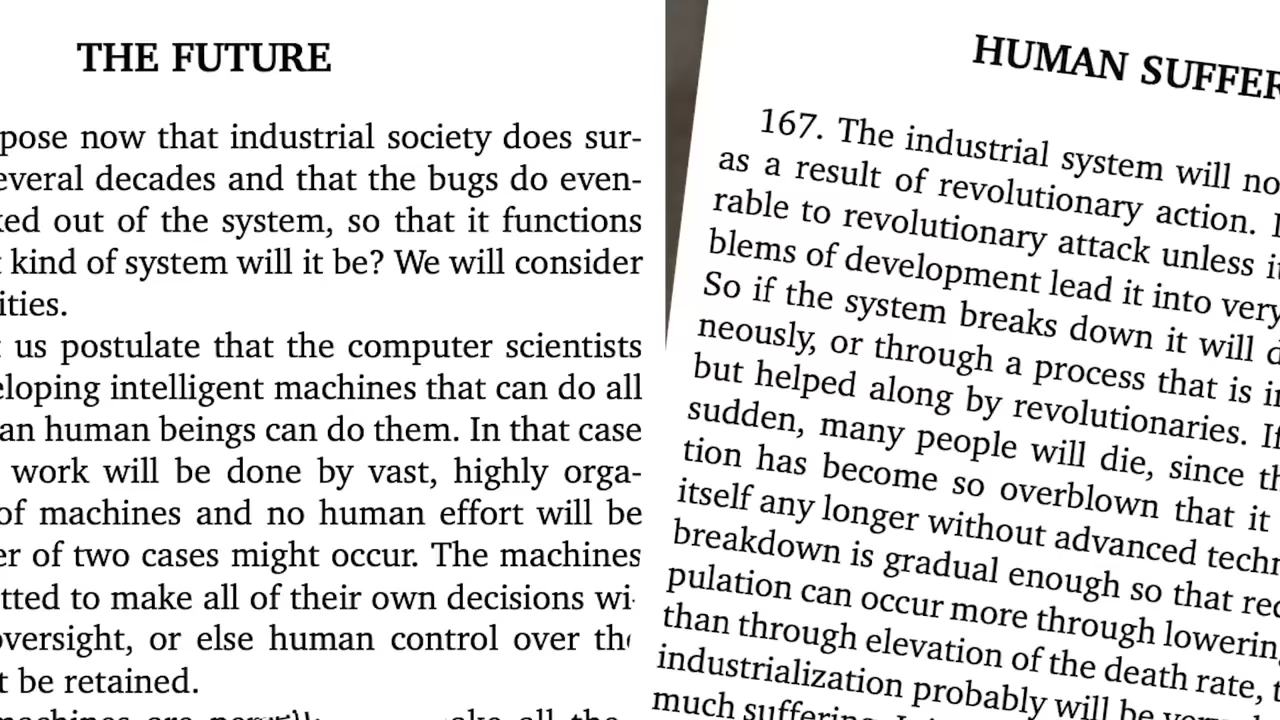 THE FUTURE
pose now that industrial society does sur-
everal decades and that the bugs do even-
ked out of the system, so that it functions
kind of system will it be? We will consider
ities.
us postulate that the computer scientists
eloping intelligent machines that can do all
an human beings can do them. In that case
work will be done by vast, highly orga-
of machines and no human effort will be
er of two cases might occur. The machines
tted to make all of their own decisions wi
oversight, or else human control over the
t be retained.
all the
HUMAN SUFFER
167. The industrial system will no
as a result of revolutionary action. I
rable to revolutionary attack unless it
blems of development lead it into very
So if the system breaks down it will d
neously, or through a process that is i
but helped along by revolutionaries. If
sudden, many people will die, since th
tion has become so overblown that it
itself any longer without advanced techn
breakdown is gradual enough so that red
pulation can occur more through lowering
than through elevation of the death rate, t
industrialization probably will be very
much suffering.